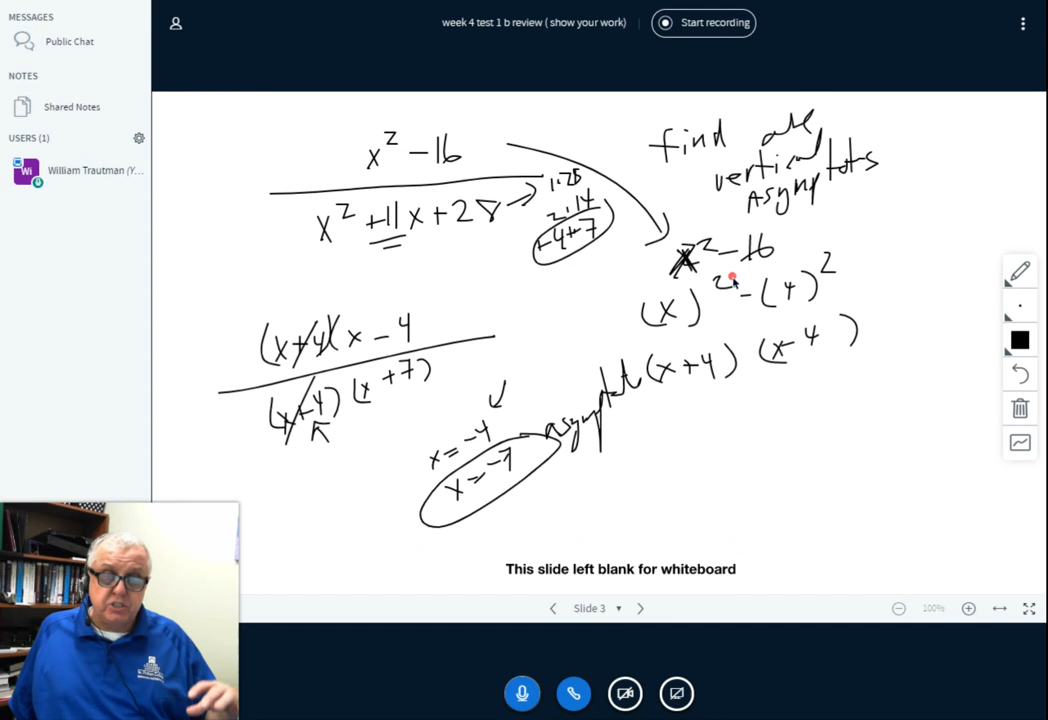 MESSAGES
Public Chat
NOTES
Shared Notes
USERS (1)
William Trautman (Y...
Wi
week 4 test 1 b review ( show your work)
Start recording
x² - 16
x² + 11x + 28
1·28
2·14
+4+7
find all
vertical
Asymptots
x² - 16
(x)² - (4)²
(x+4) (x-4)
(x+4)(x-4
(x+4)(x+7)
x = -4
x = -7
asymptote
This slide left blank for whiteboard
Slide 3
100%